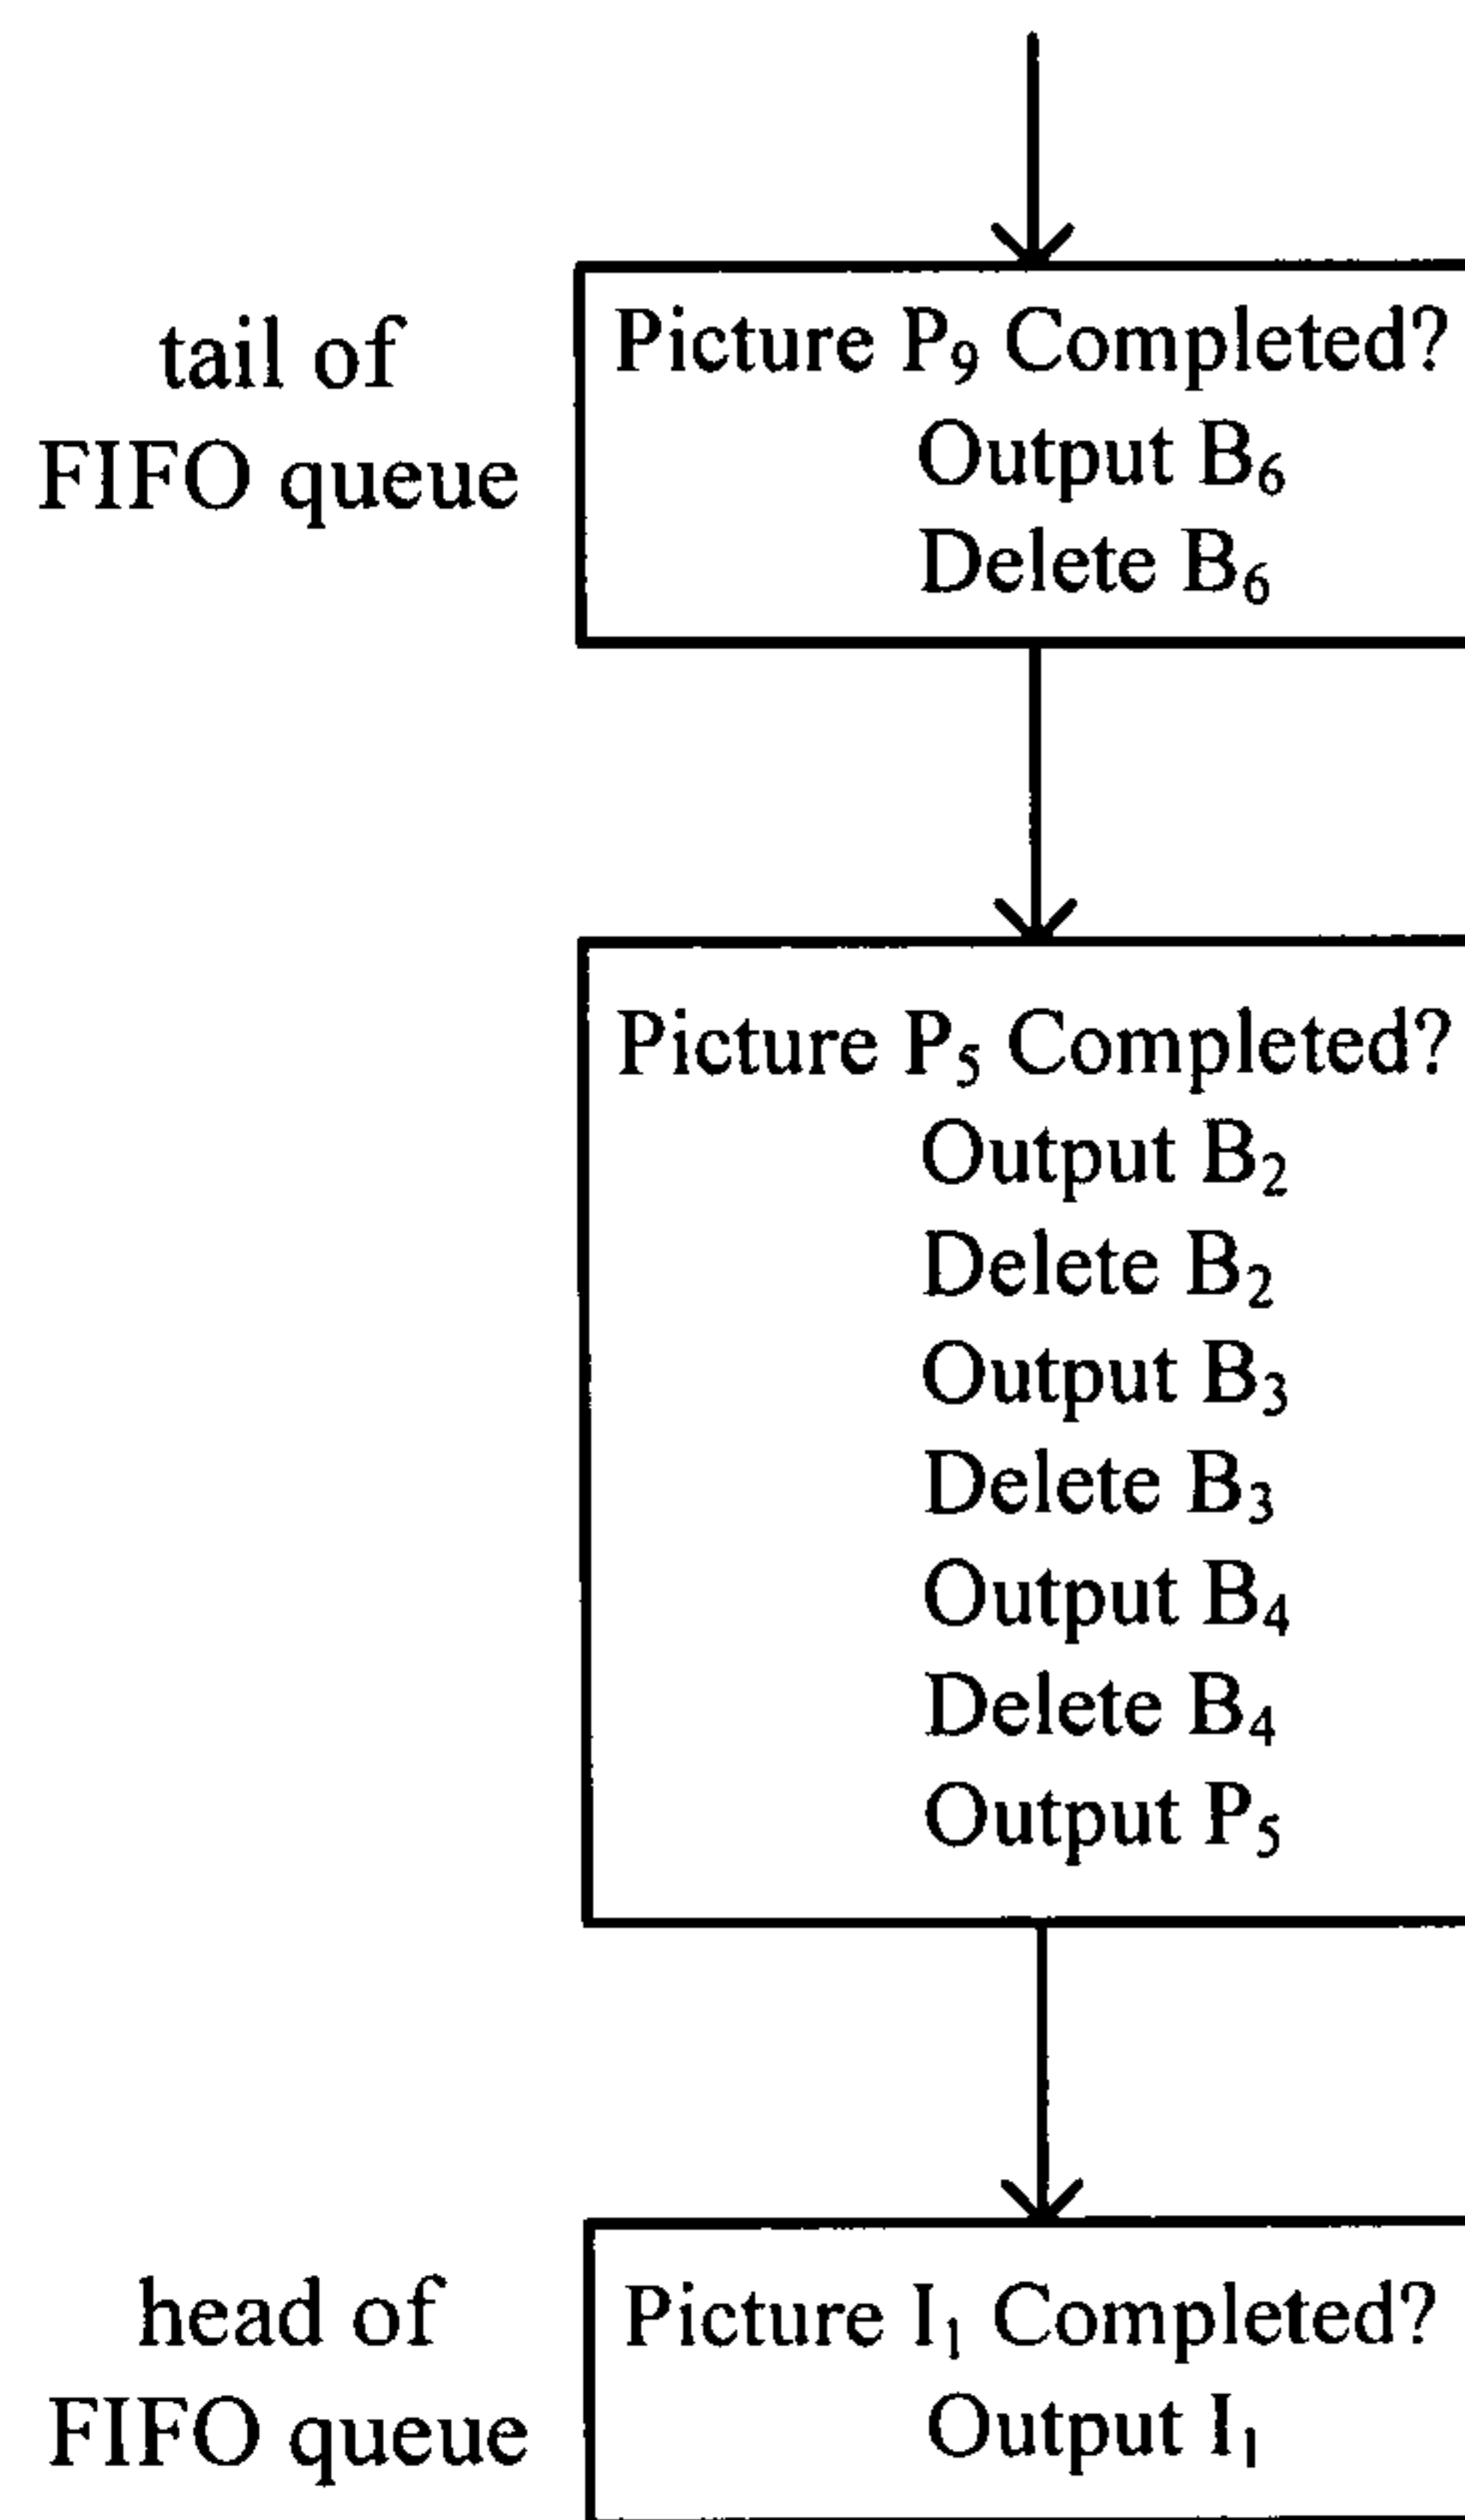 tail of
FIFO queue
Picture P₉ Completed?
Output B₆
Delete B₆
Picture P₅ Completed?
Output B₂
Delete B₂
Output B₃
Delete B₃
Output B₄
Delete B₄
Output P₅
head of
FIFO queue
Picture I₁ Completed?
Output I₁